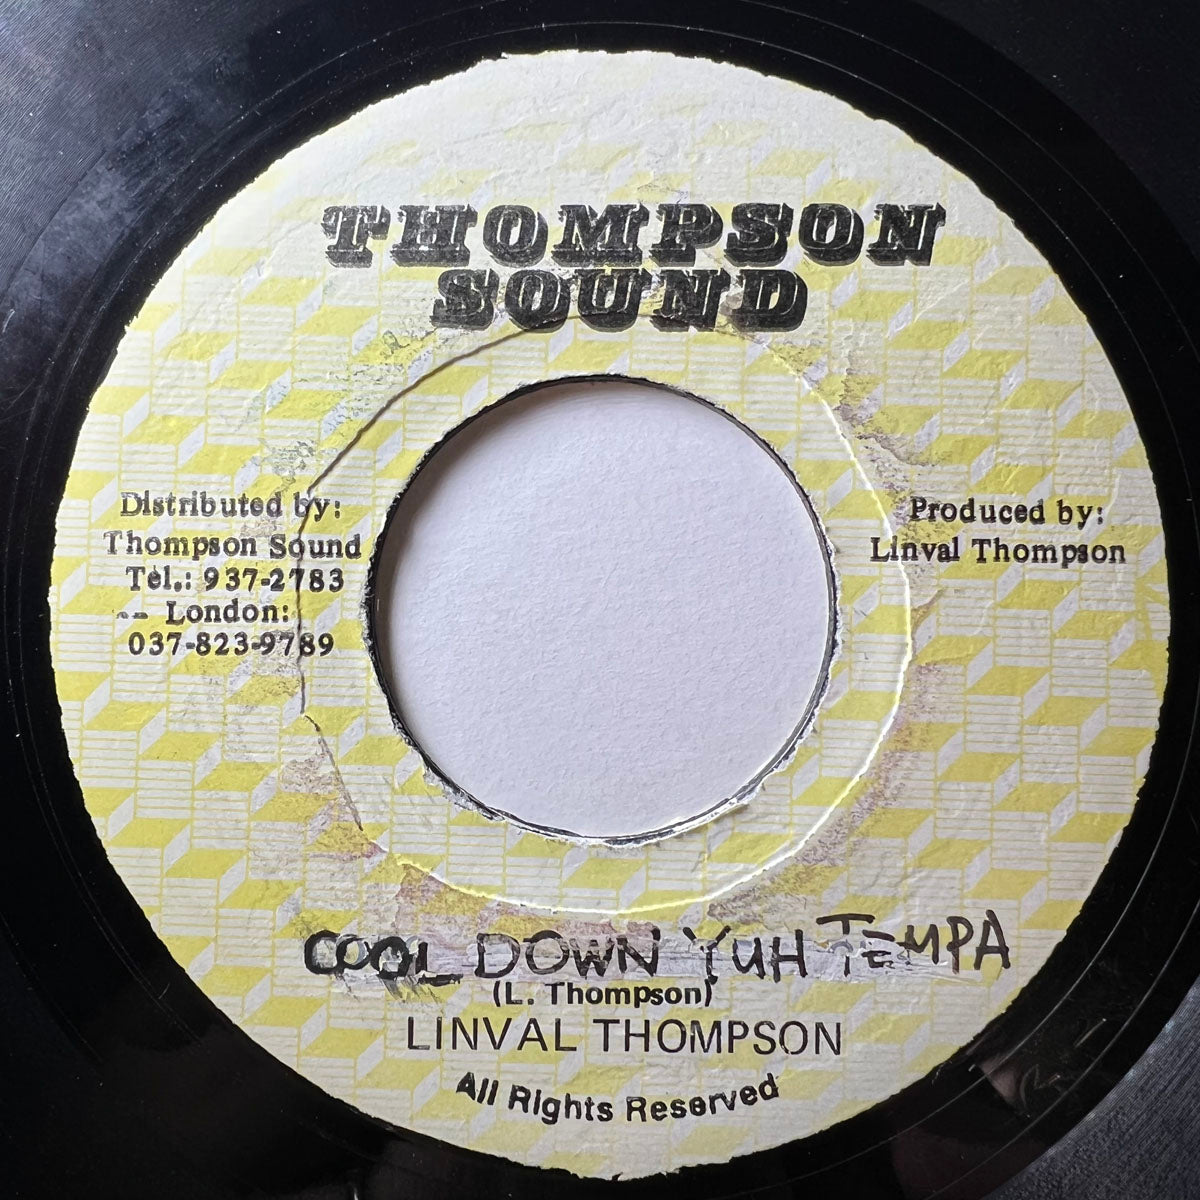 THOMPSON
SOUND
Distributed by:
Thompson Sound
Tel.: 937-2783
-- London:
037-823-9789
Produced by:
Linval Thompson
COOL DOWN YUH TEMPA
(L. Thompson)
LINVAL THOMPSON
All Rights Reserved